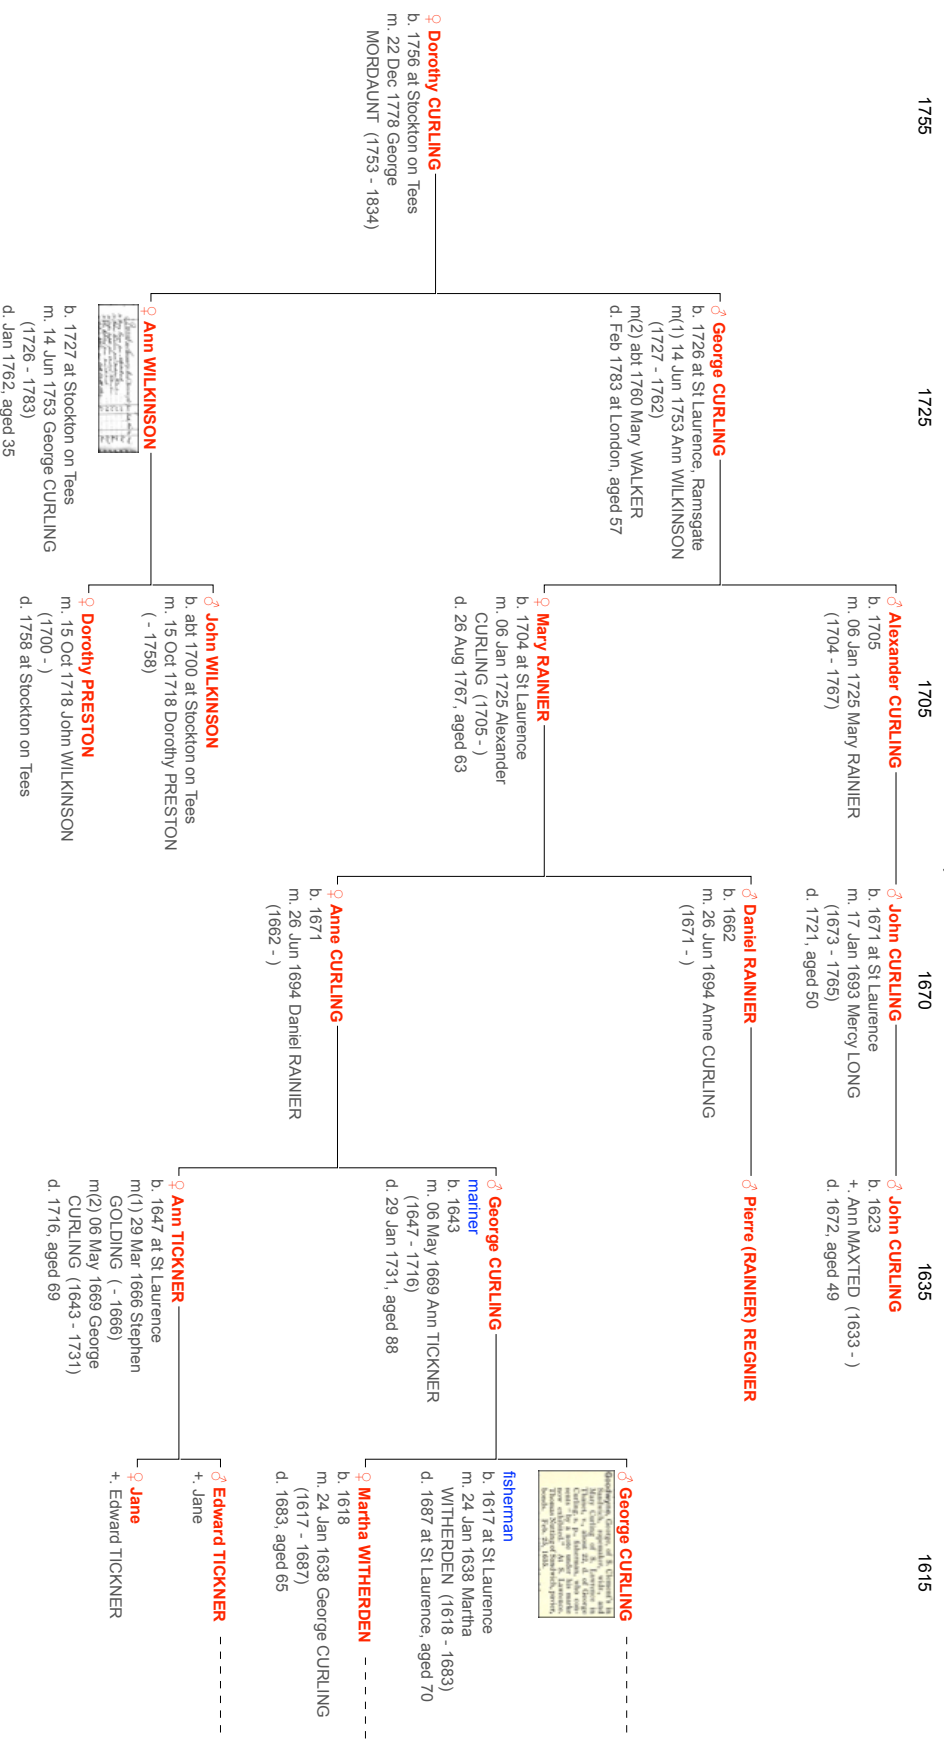 1755
1725
1705
1670
1635
1615
♀ Dorothy CURLING
b. 1756 at Stockton on Tees
m. 22 Dec 1778 George
MORDAUNT (1753 - 1834)
♂ George CURLING
b. 1726 at St Laurence, Ramsgate
m(1) 14 Jun 1753 Ann WILKINSON
(1727 - 1762)
m(2) abt 1760 Mary WALKER
d. Feb 1783 at London, aged 57
♀ Ann WILKINSON
b. 1727 at Stockton on Tees
m. 14 Jun 1753 George CURLING
(1726 - 1783)
d. Jan 1762, aged 35
♂ Alexander CURLING
b. 1705
m. 06 Jan 1725 Mary RAINIER
(1704 - 1767)
♀ Mary RAINIER
b. 1704 at St Laurence
m. 06 Jan 1725 Alexander
CURLING (1705 - )
d. 26 Aug 1767, aged 63
♂ John WILKINSON
b. abt 1700 at Stockton on Tees
m. 15 Oct 1718 Dorothy PRESTON
( - 1758)
♀ Dorothy PRESTON
m. 15 Oct 1718 John WILKINSON
(1700 - )
d. 1758 at Stockton on Tees
♂ John CURLING
b. 1671 at St Laurence
m. 17 Jan 1693 Mercy LONG
(1673 - 1765)
d. 1721, aged 50
♂ Daniel RAINIER
b. 1662
m. 26 Jun 1694 Anne CURLING
(1671 - )
♀ Anne CURLING
b. 1671
m. 26 Jun 1694 Daniel RAINIER
(1662 - )
♂ John CURLING
b. 1623
+. Ann MAXTED (1633 - )
d. 1672, aged 49
♂ Pierre (RAINIER) REGNIER
♂ George CURLING
mariner
b. 1643
m. 06 May 1669 Ann TICKNER
(1647 - 1716)
d. 29 Jan 1731, aged 88
♀ Ann TICKNER
b. 1647 at St Laurence
m(1) 29 Mar 1666 Stephen
GOLDING ( - 1666)
m(2) 06 May 1669 George
CURLING (1643 - 1731)
d. 1716, aged 69
♂ George CURLING
fisherman
b. 1617 at St Laurence
m. 24 Jan 1638 Martha
WITHERDEN (1618 - 1683)
d. 1687 at St Laurence, aged 70
♀ Martha WITHERDEN
b. 1618
m. 24 Jan 1638 George CURLING
(1617 - 1687)
d. 1683, aged 65
♂ Edward TICKNER
+. Jane
♀ Jane
+. Edward TICKNER